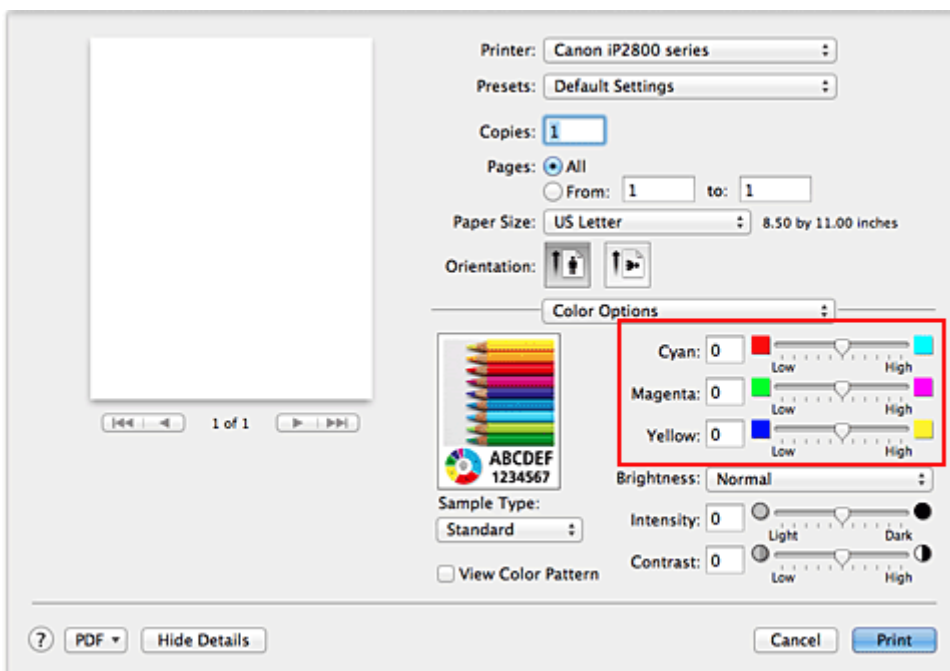 Printer: Canon iP2800 series
Presets: Default Settings
Copies: 1
Pages: All
From: 1 to: 1
Paper Size: US Letter 8.50 by 11.00 inches
Orientation:
Color Options
1 of 1
ABCDEF
1234567
Sample Type:
Standard
View Color Pattern
Cyan: 0
Low High
Magenta: 0
Low High
Yellow: 0
Low High
Brightness: Normal
Intensity: 0
Light Dark
Contrast: 0
Low High
? PDF Hide Details Cancel Print